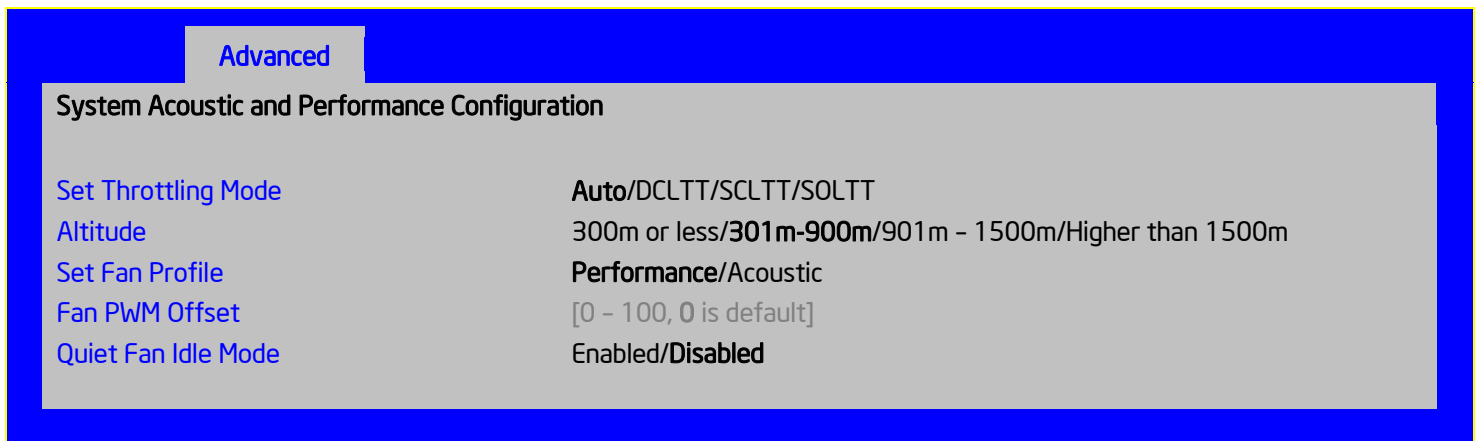 Advanced
System Acoustic and Performance Configuration
Set Throttling Mode Auto/DCLTT/SCLTT/SOLTT
Altitude 300m or less/301m-900m/901m – 1500m/Higher than 1500m
Set Fan Profile Performance/Acoustic
Fan PWM Offset [0 – 100, 0 is default]
Quiet Fan Idle Mode Enabled/Disabled